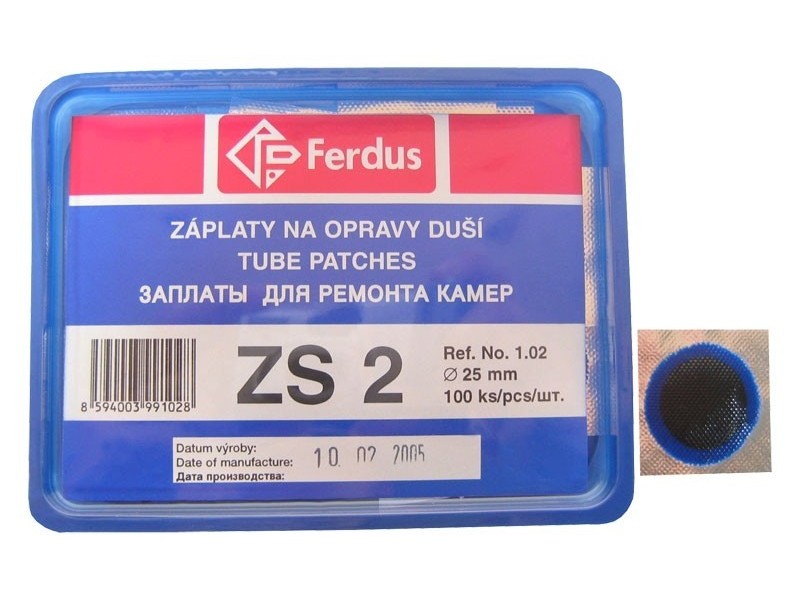 Ferdus
ZÁPLATY NA OPRAVY DUŠÍ
TUBE PATCHES
ЗАПЛАТЫ ДЛЯ РЕМОНТА КАМЕР
ZS 2
Ref. No. 1.02
Ø 25 mm
100 ks/pcs/шт.
8 594003 991028
Datum výroby:
Date of manufacture: 10. 02 2005
Дата производства: